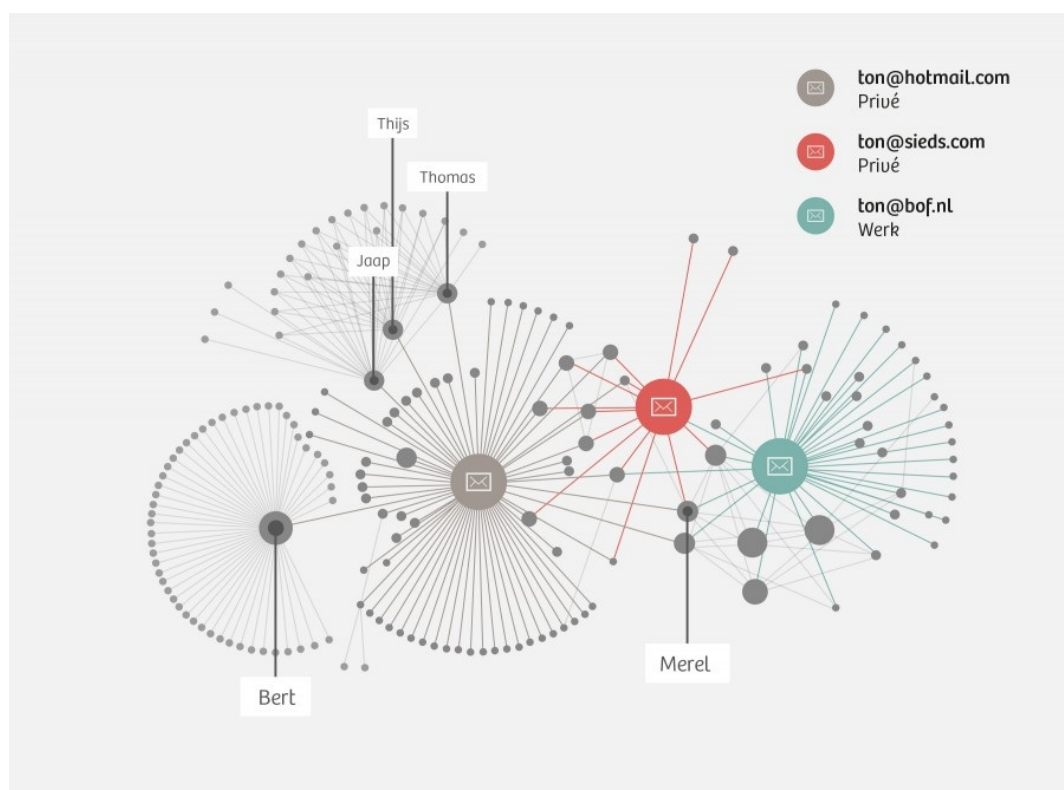 ton@hotmail.com
Privé
ton@sieds.com
Privé
ton@bof.nl
Werk
Thijs
Thomas
Jaap
Merel
Bert